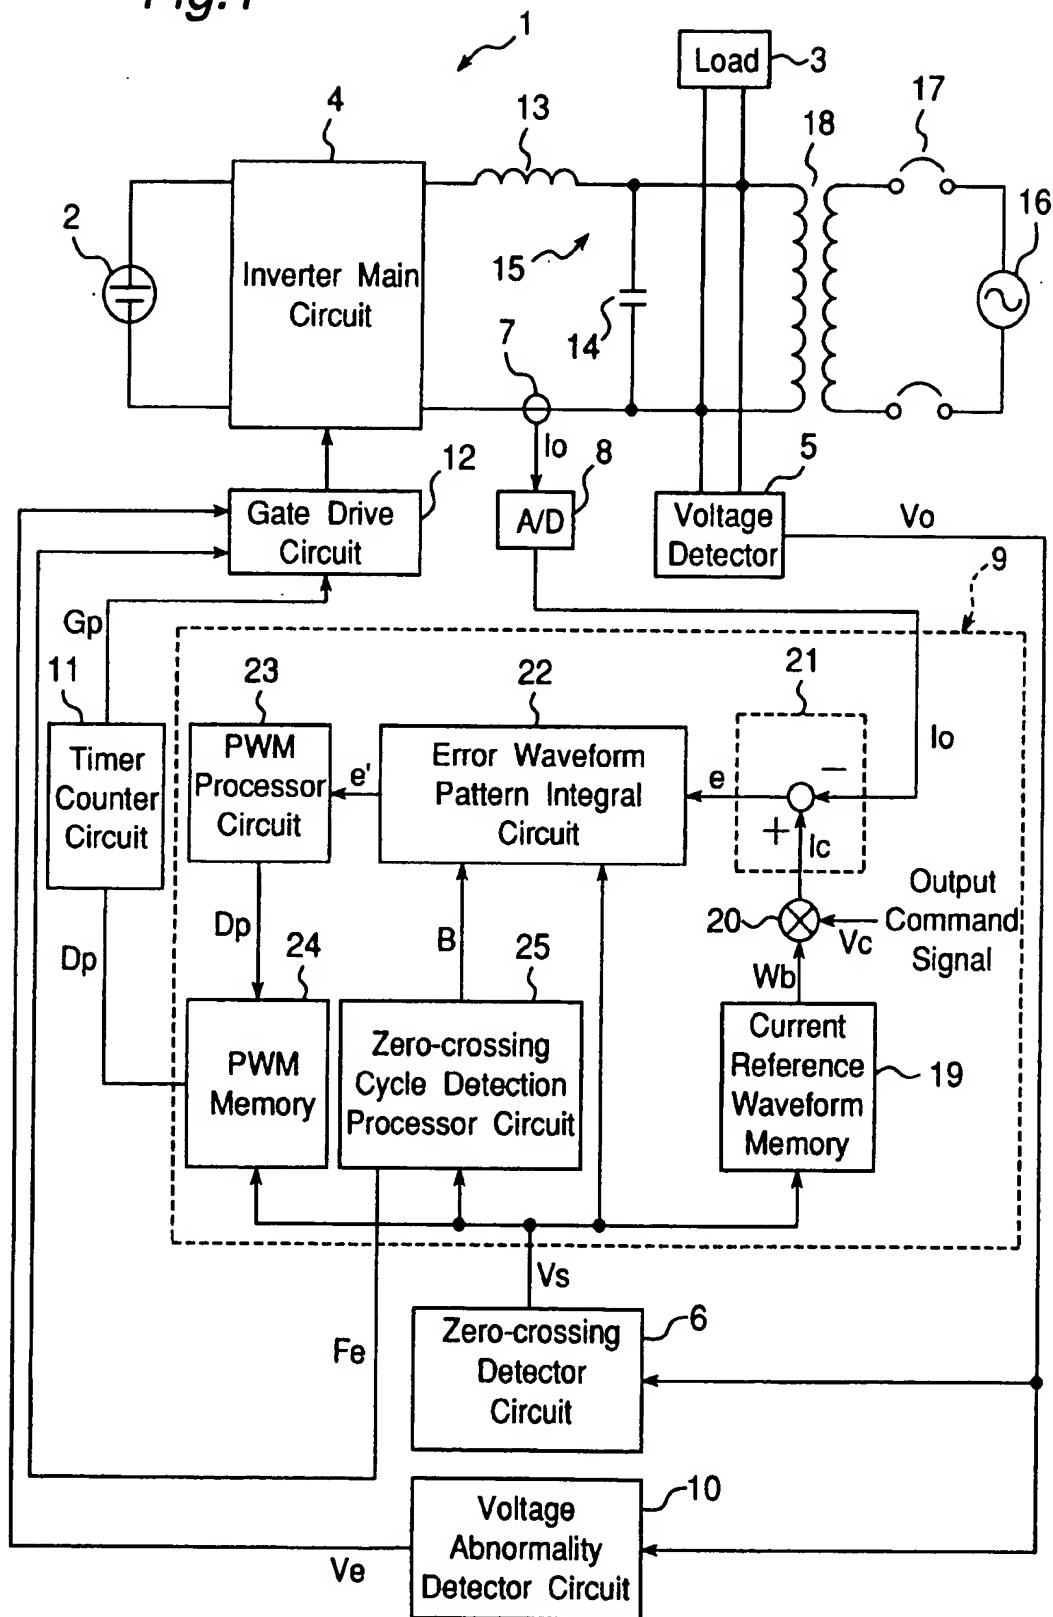 Fig.1
1
Load
3
4
13
18
17
2
16
Inverter Main
Circuit
15
14
7
Io
8
5
12
Gate Drive
Circuit
A/D
Voltage
Detector
Vo
9
Gp
11
23
22
21
Timer
Counter
Circuit
PWM
Processor
Circuit
e'
Error Waveform
Pattern Integral
Circuit
e
−
+
Ic
Io
Output
Command
Signal
20
Vc
Dp
Dp
24
B
25
Wb
PWM
Memory
Zero-crossing
Cycle Detection
Processor Circuit
Current
Reference
Waveform
Memory
19
Vs
Fe
Zero-crossing
Detector
Circuit
6
Voltage
Abnormality
Detector Circuit
10
Ve